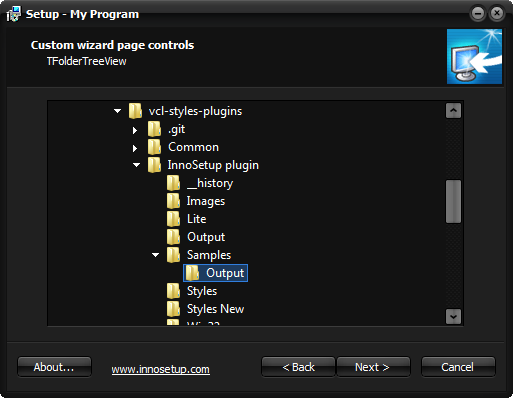 Setup - My Program
Custom wizard page controls
TFolderTreeView
vcl-styles-plugins
.git
Common
InnoSetup plugin
__history
Images
Lite
Output
Samples
Output
Styles
Styles New
Win32
About...
www.innosetup.com
< Back
Next >
Cancel